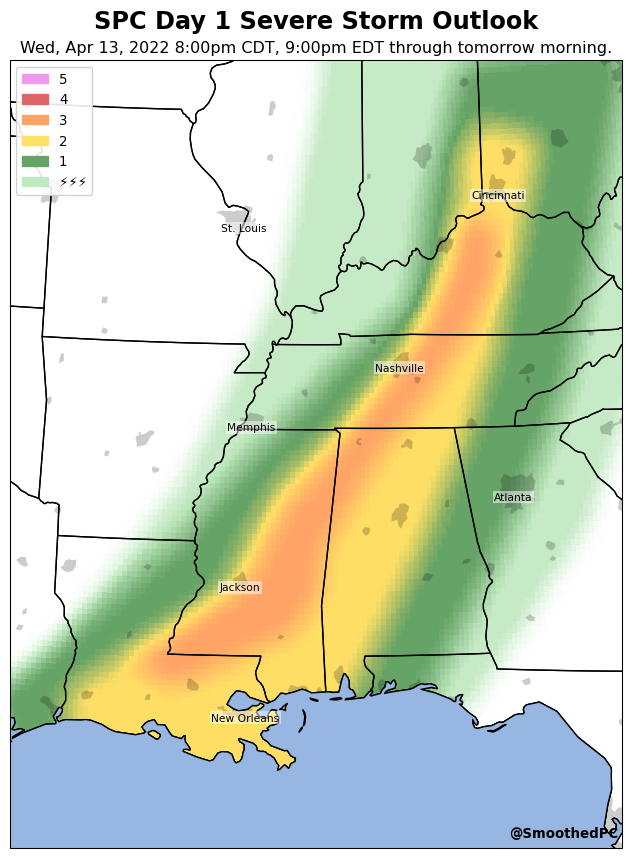 SPC Day 1 Severe Storm Outlook
Wed, Apr 13, 2022 8:00pm CDT, 9:00pm EDT through tomorrow morning.
5
4
3
2
1
⚡⚡⚡
Cincinnati
St. Louis
Nashville
Memphis
Atlanta
Jackson
New Orleans
@SmoothedPC